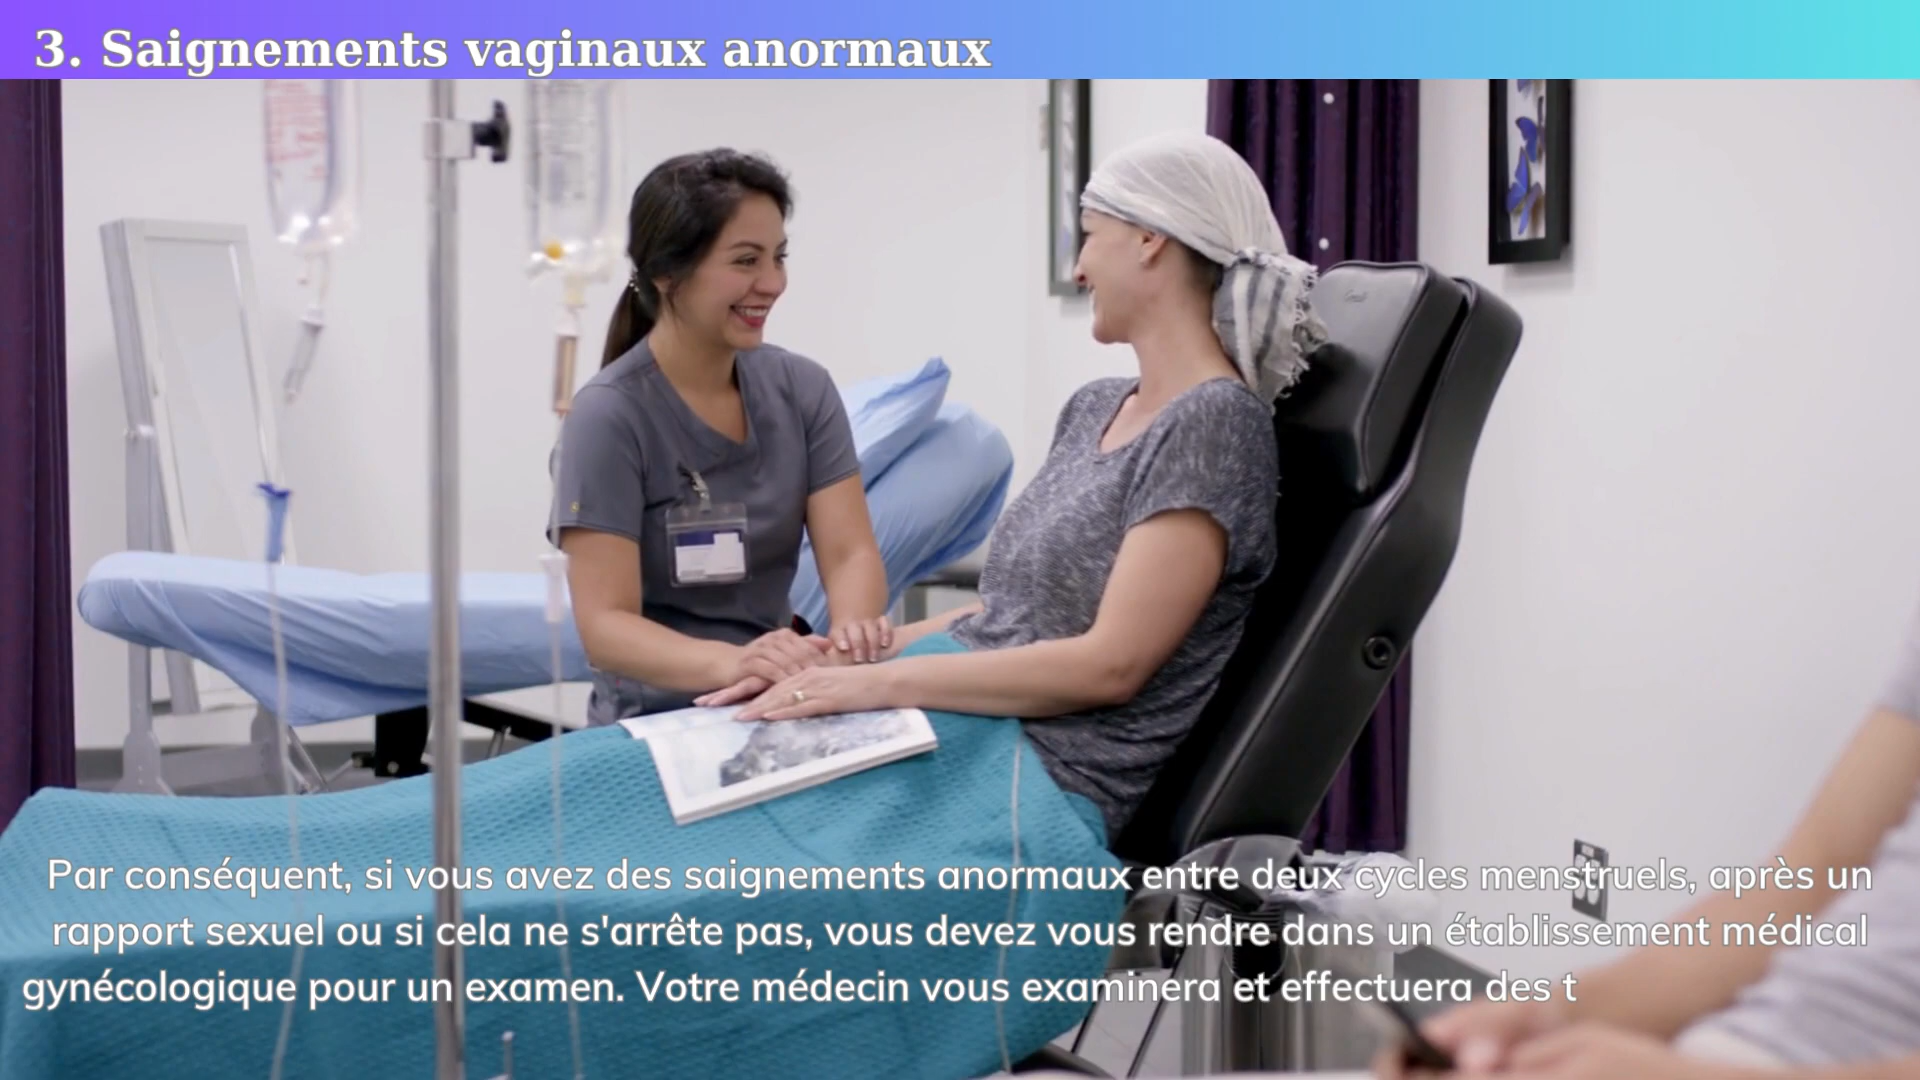 3. Saignements vaginaux anormaux
Par conséquent, si vous avez des saignements anormaux entre deux cycles menstruels, après un
rapport sexuel ou si cela ne s'arrête pas, vous devez vous rendre dans un établissement médical
gynécologique pour un examen. Votre médecin vous examinera et effectuera des t